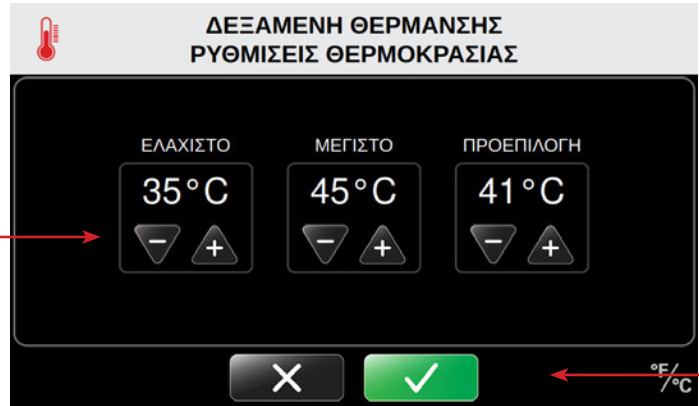 ΔΕΞΑΜΕΝΗ ΘΕΡΜΑΝΣΗΣ
ΡΥΘΜΙΣΕΙΣ ΘΕΡΜΟΚΡΑΣΙΑΣ
ΕΛΑΧΙΣΤΟ ΜΕΓΙΣΤΟ ΠΡΟΕΠΙΛΟΓΗ
35°C 45°C 41°C
− + − + − +
°F/°C